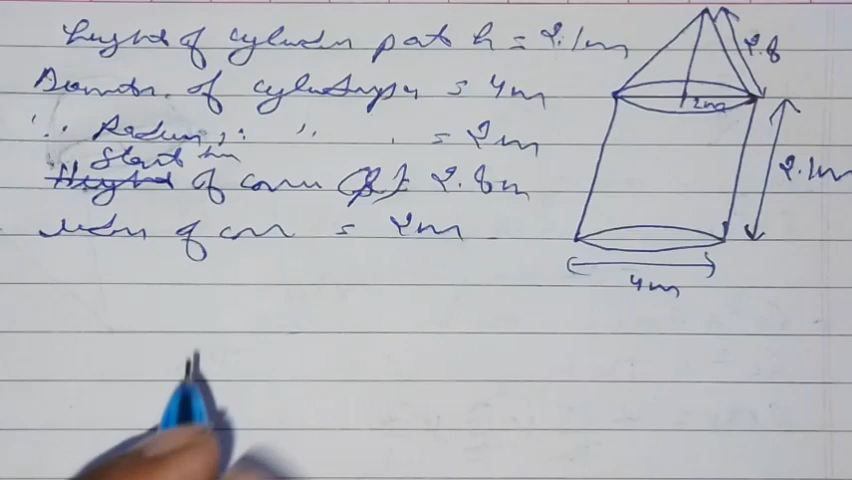 height of cylinder part h = 2.1m
Diameter of cylindrical = 4m
∴ Radius ,, ,, = 2m
Slant hm
Height of cone (l) = 2.8m
radius of cone = 2m
2.8
2m
2.1m
4m